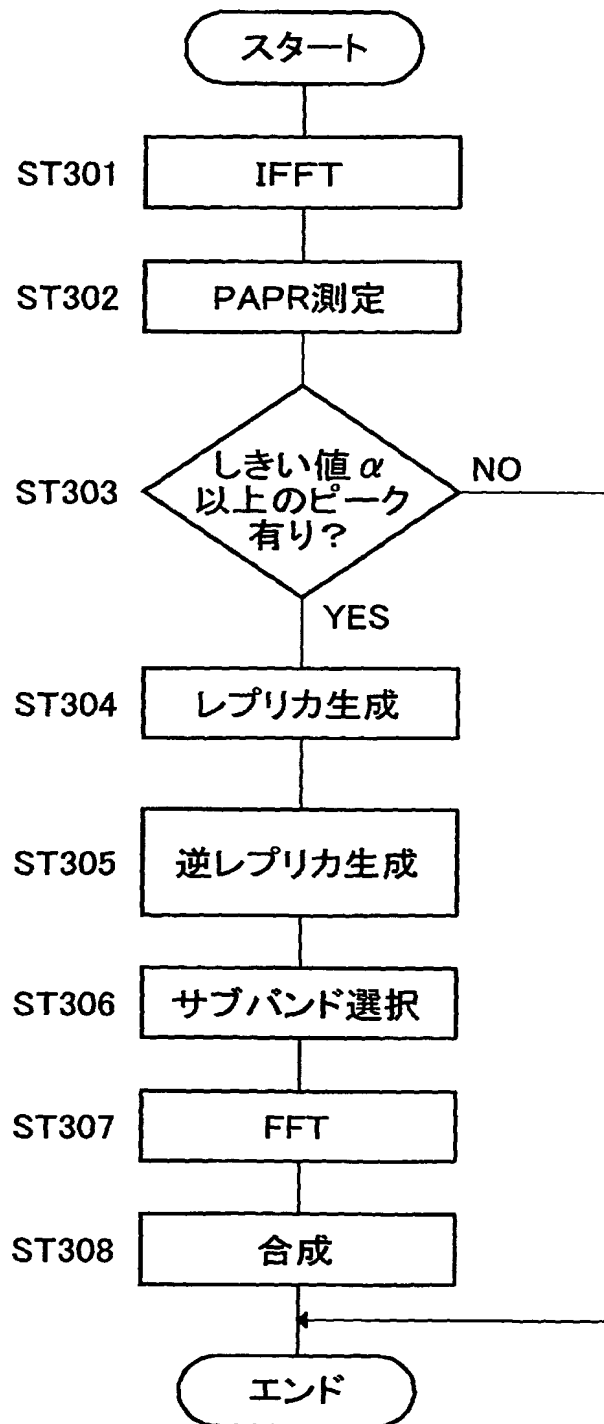 スタート
ST301
IFFT
ST302
PAPR測定
ST303
しきい値α
以上のピーク
有り?
NO
YES
ST304
レプリカ生成
ST305
逆レプリカ生成
ST306
サブバンド選択
ST307
FFT
ST308
合成
エンド